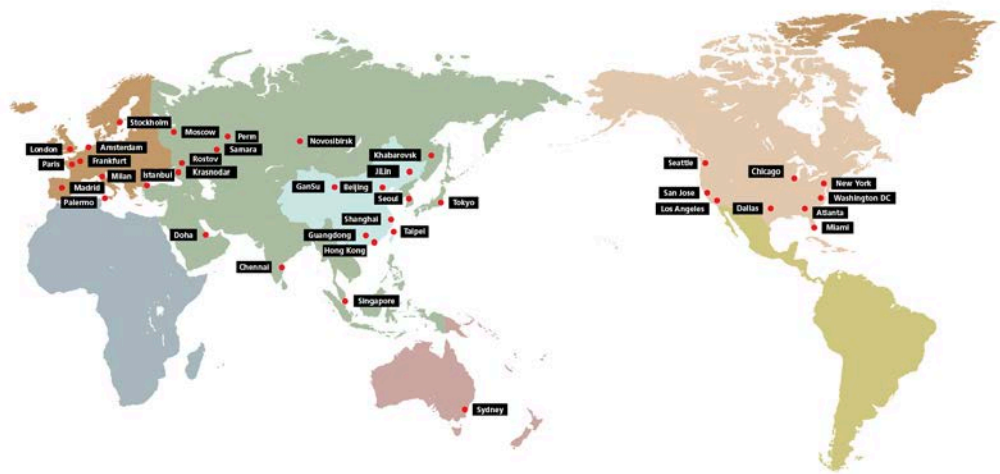 Stockholm
Moscow
Perm
Novosibirsk
London
Amsterdam
Samara
Khabarovsk
Paris
Frankfurt
Rostov
JiLin
Milan
Istanbul
Krasnodar
Madrid
GanSu
Beijing
Palermo
Seoul
Tokyo
Shanghai
Doha
Guangdong
Taipei
Hong Kong
Chennai
Singapore
Sydney
Seattle
Chicago
New York
San Jose
Washington DC
Los Angeles
Dallas
Atlanta
Miami